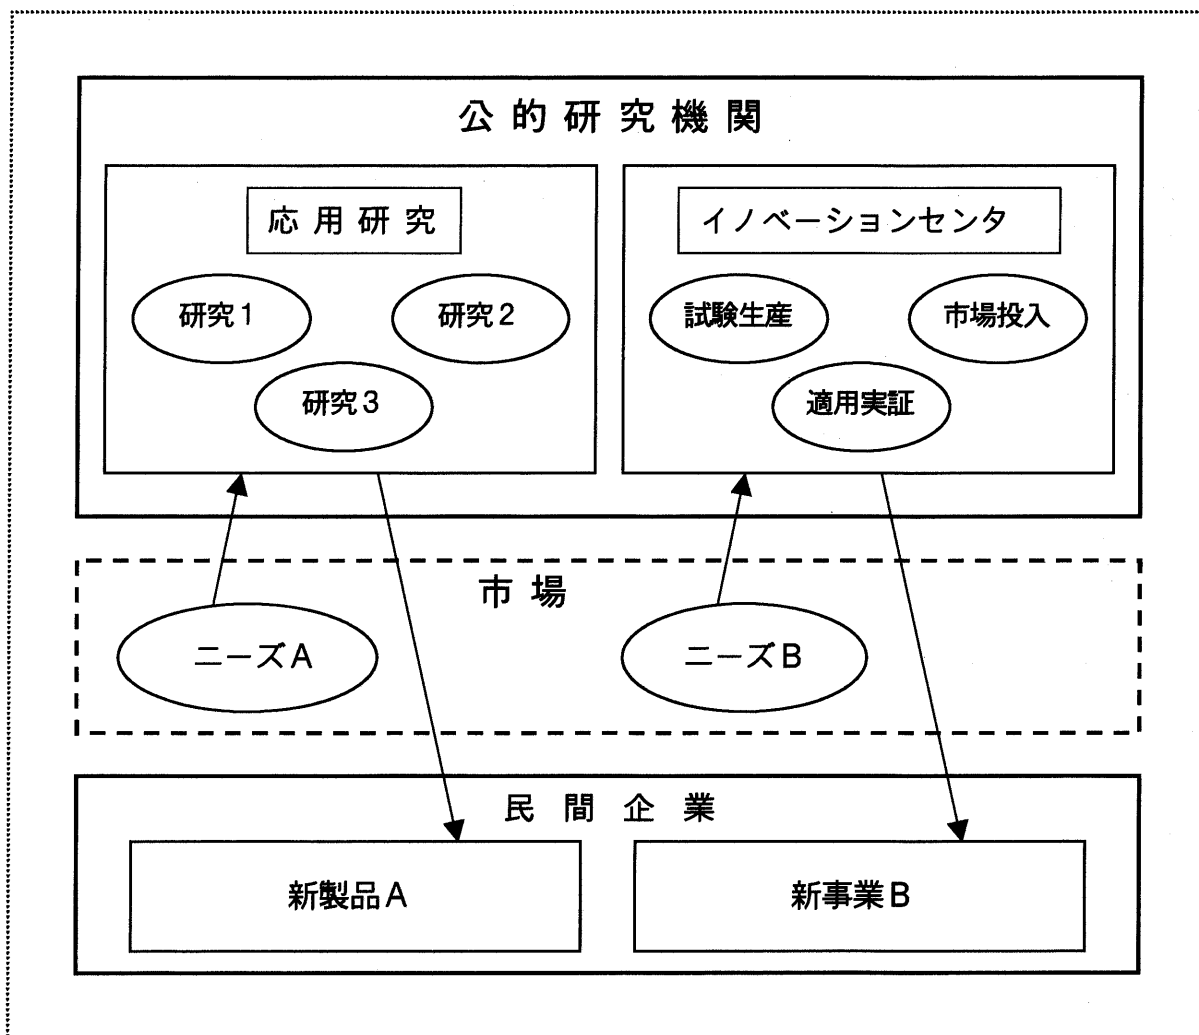 公的研究機関
応用研究
研究1
研究2
研究3
イノベーションセンタ
試験生産
市場投入
適用実証
市場
ニーズA
ニーズB
民間企業
新製品A
新事業B